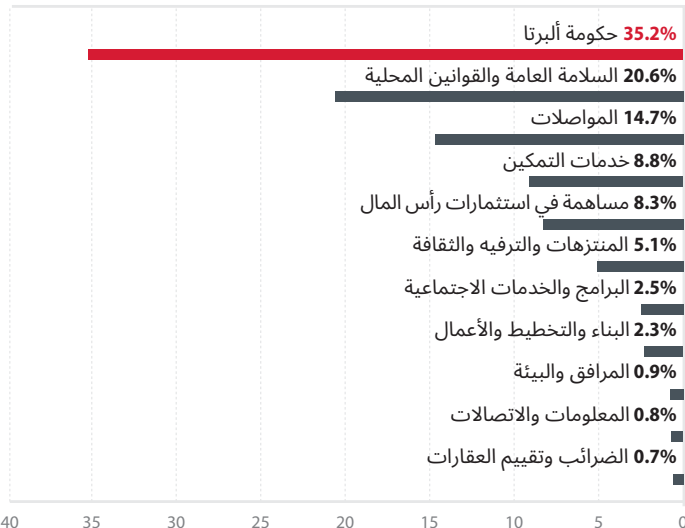 35.2% حكومة ألبرتا
20.6% السلامة العامة والقوانين المحلية
14.7% المواصلات
8.8% خدمات التمكين
8.3% مساهمة في استثمارات رأس المال
5.1% المنتزهات والترفيه والثقافة
2.5% البرامج والخدمات الاجتماعية
2.3% البناء والتخطيط والأعمال
0.9% المرافق والبيئة
0.8% المعلومات والاتصالات
0.7% الضرائب وتقييم العقارات
40 35 30 25 20 15 10 5 0